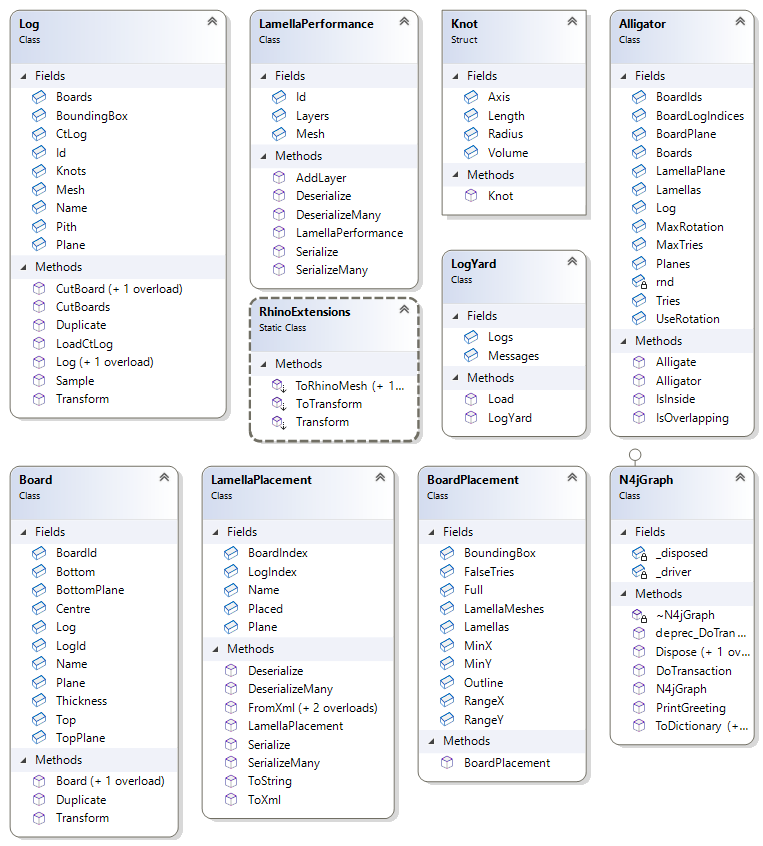 Log
Class
Fields
Boards
BoundingBox
CtLog
Id
Knots
Mesh
Name
Pith
Plane
Methods
CutBoard (+ 1 overload)
CutBoards
Duplicate
LoadCtLog
Log (+ 1 overload)
Sample
Transform
LamellaPerformance
Class
Fields
Id
Layers
Mesh
Methods
AddLayer
Deserialize
DeserializeMany
LamellaPerformance
Serialize
SerializeMany
RhinoExtensions
Static Class
Methods
ToRhinoMesh (+ 1...
ToTransform
Transform
Knot
Struct
Fields
Axis
Length
Radius
Volume
Methods
Knot
LogYard
Class
Fields
Logs
Messages
Methods
Load
LogYard
Alligator
Class
Fields
BoardIds
BoardLogIndices
BoardPlane
Boards
LamellaPlane
Lamellas
Log
MaxRotation
MaxTries
Planes
rnd
Tries
UseRotation
Methods
Alligate
Alligator
IsInside
IsOverlapping
Board
Class
Fields
BoardId
Bottom
BottomPlane
Centre
Log
LogId
Name
Plane
Thickness
Top
TopPlane
Methods
Board (+ 1 overload)
Duplicate
Transform
LamellaPlacement
Class
Fields
BoardIndex
LogIndex
Name
Placed
Plane
Methods
Deserialize
DeserializeMany
FromXml (+ 2 overloads)
LamellaPlacement
Serialize
SerializeMany
ToString
ToXml
BoardPlacement
Class
Fields
BoundingBox
FalseTries
Full
LamellaMeshes
Lamellas
MinX
MinY
Outline
RangeX
RangeY
Methods
BoardPlacement
N4jGraph
Class
Fields
_disposed
_driver
Methods
~N4jGraph
deprec_DoTran...
Dispose (+ 1 ov...
DoTransaction
N4jGraph
PrintGreeting
ToDictionary (+...